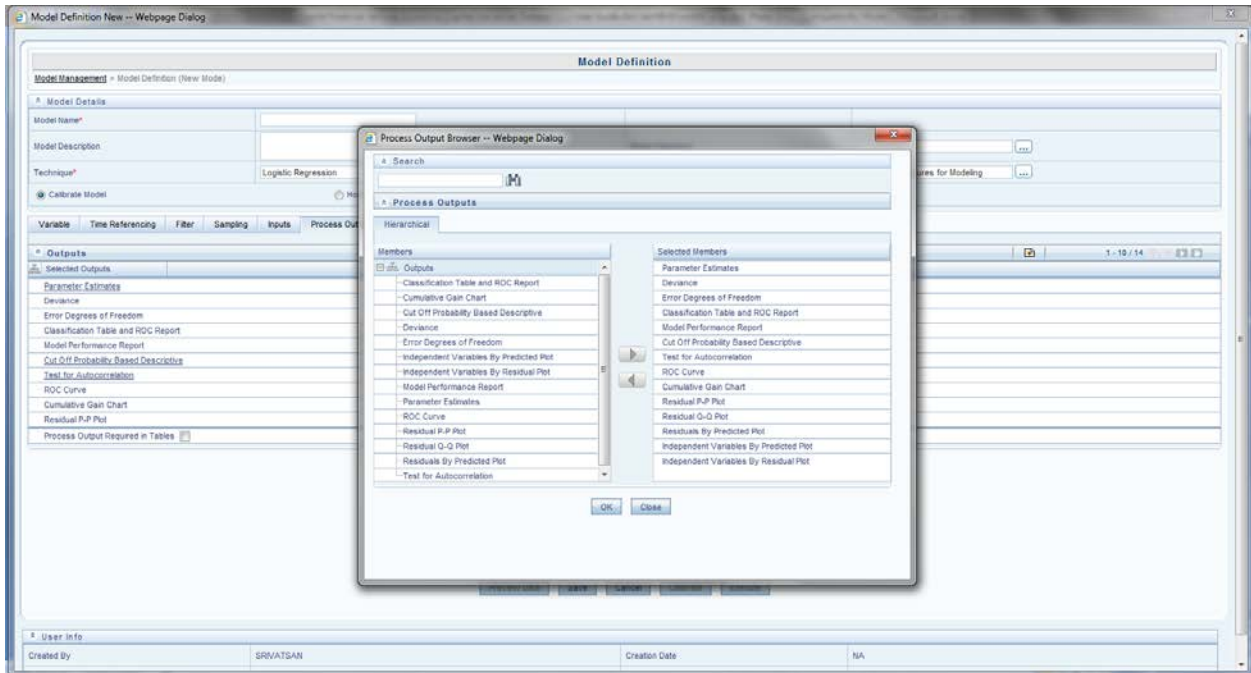 Model Definition New -- Webpage Dialog
Model Definition
Model Management > Model Definition (New Mode)
Model Details
Model Name*
Model Description
...
Technique*
Logistic Regression
ures for Modeling
...
Calibrate Model
Ho
Variable
Time Referencing
Filter
Sampling
Inputs
Process Out
Outputs
1 - 10 / 14
Selected Outputs
Parameter Estimates
Deviance
Error Degrees of Freedom
Classification Table and ROC Report
Model Performance Report
Cut Off Probability Based Descriptive
Test for Autocorrelation
ROC Curve
Cumulative Gain Chart
Residual P-P Plot
Process Output Required in Tables
Process Output Browser -- Webpage Dialog
Search
Process Outputs
Hierarchical
Members
Outputs
Classification Table and ROC Report
Cumulative Gain Chart
Cut Off Probability Based Descriptive
Deviance
Error Degrees of Freedom
Independent Variables By Predicted Plot
Independent Variables By Residual Plot
Model Performance Report
Parameter Estimates
ROC Curve
Residual P-P Plot
Residual Q-Q Plot
Residuals By Predicted Plot
Test for Autocorrelation
Selected Members
Parameter Estimates
Deviance
Error Degrees of Freedom
Classification Table and ROC Report
Model Performance Report
Cut Off Probability Based Descriptive
Test for Autocorrelation
ROC Curve
Cumulative Gain Chart
Residual P-P Plot
Residual Q-Q Plot
Residuals By Predicted Plot
Independent Variables By Predicted Plot
Independent Variables By Residual Plot
OK
Close
Save
Cancel
User Info
Created By
SRIVATSAN
Creation Date
NA